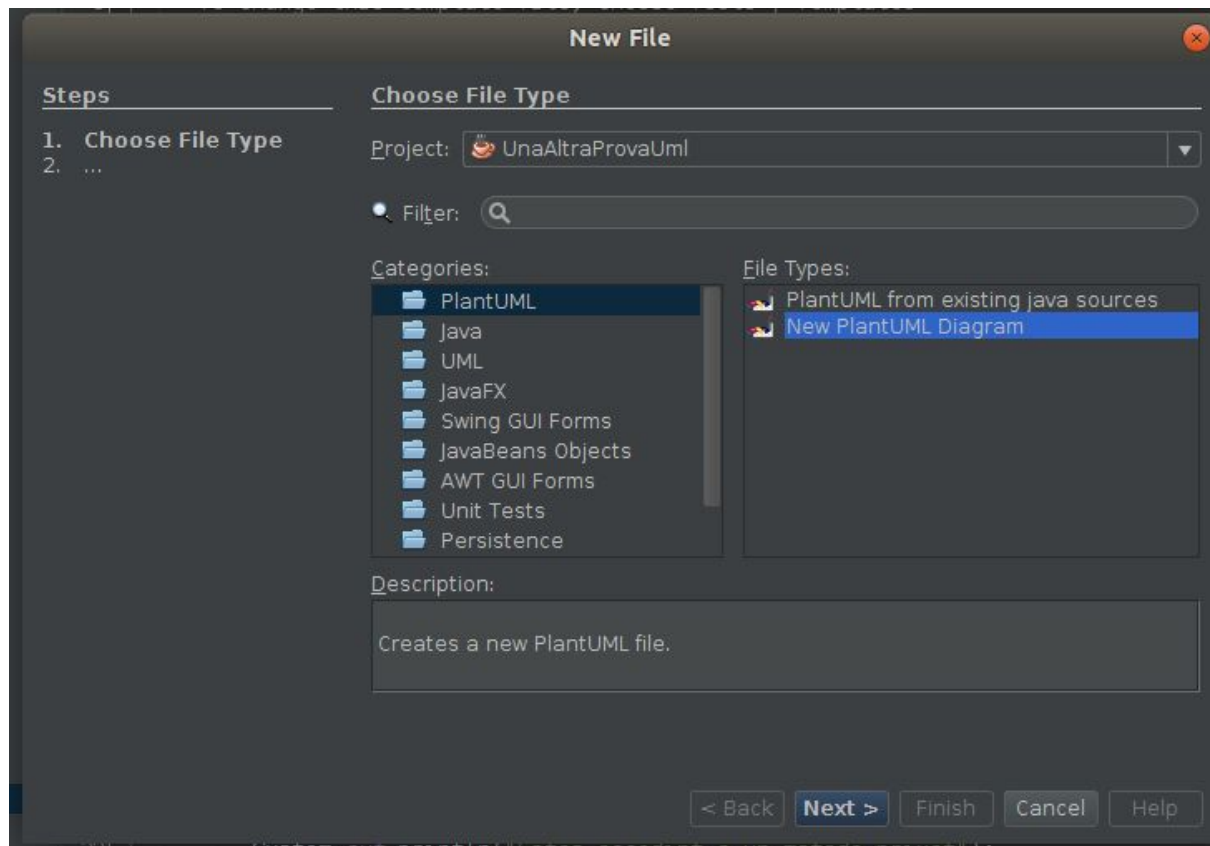 New File
Steps
1. Choose File Type
2. ...
Choose File Type
Project: UnaAltraProvaUml
Filter:
Categories:
PlantUML
Java
UML
JavaFX
Swing GUI Forms
JavaBeans Objects
AWT GUI Forms
Unit Tests
Persistence
File Types:
PlantUML from existing java sources
New PlantUML Diagram
Description:
Creates a new PlantUML file.
< Back Next > Finish Cancel Help